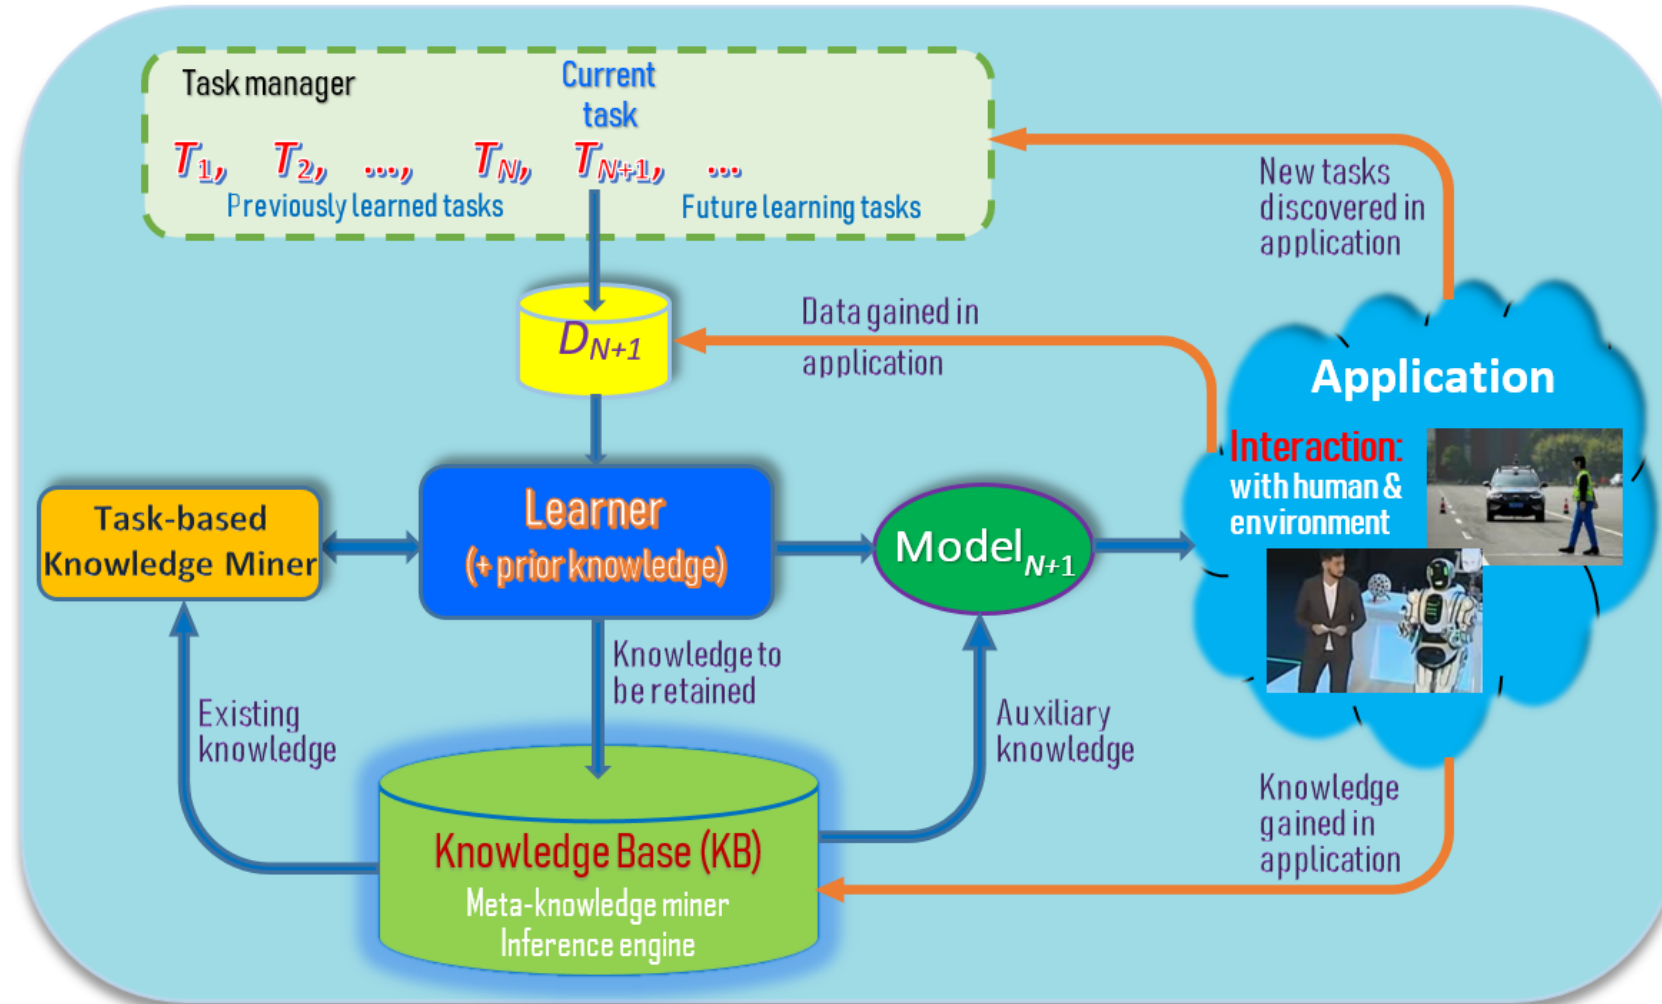 Task manager
Current
task
T1, T2, ..., TN, TN+1, ...
Previously learned tasks
Future learning tasks
New tasks
discovered in
application
DN+1
Data gained in
application
Application
Interaction:
with human &
environment
Task-based
Knowledge Miner
Learner
(+ prior knowledge)
ModelN+1
Knowledge to
be retained
Existing
knowledge
Auxiliary
knowledge
Knowledge
gained in
application
Knowledge Base (KB)
Meta-knowledge miner
Inference engine